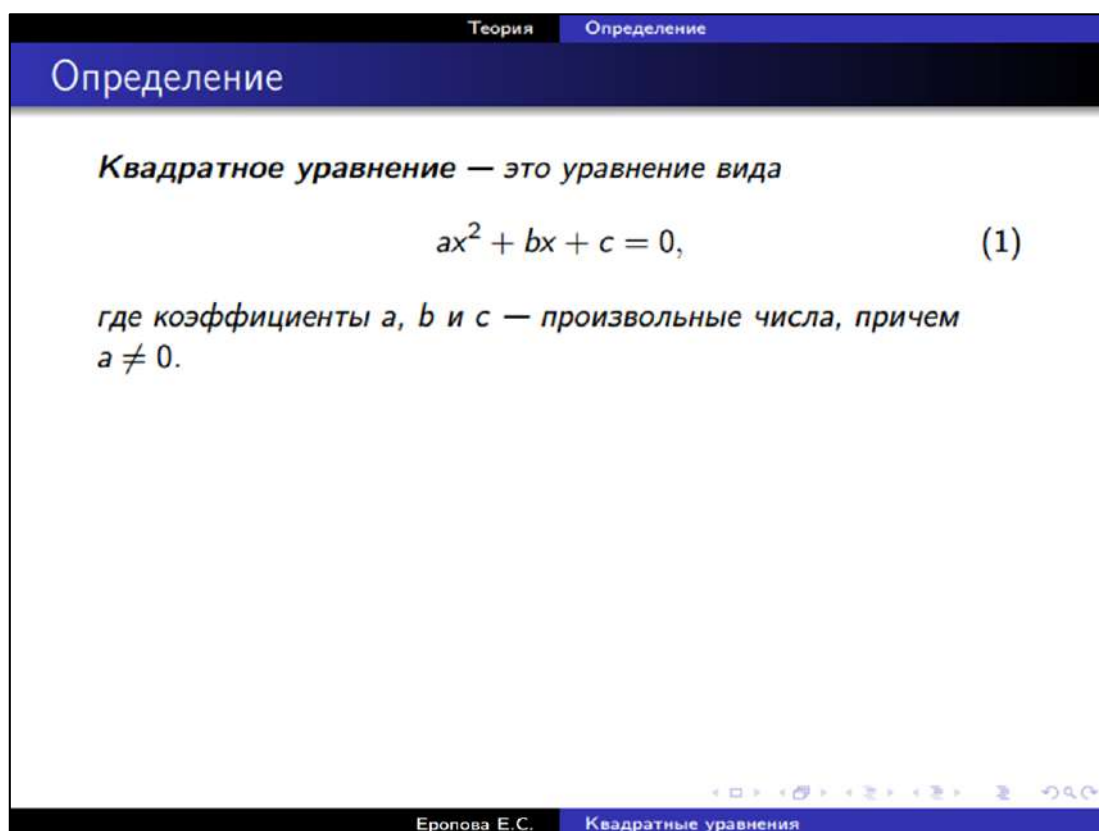 Теория Определение
Определение
Квадратное уравнение — это уравнение вида
ax² + bx + c = 0, (1)
где коэффициенты a, b и c — произвольные числа, причем
a ≠ 0.
Еропова Е.С. Квадратные уравнения